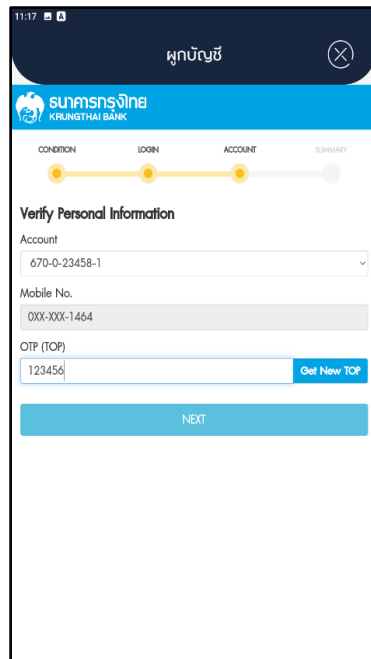 11:17 A
ผูกบัญชี
ธนาคารกรุงไทย
KRUNGTHAI BANK
CONDITION LOGIN ACCOUNT SUMMARY
Verify Personal Information
Account
670-0-23458-1
Mobile No.
0XX-XXX-1464
OTP (TOP)
123456 Get New TOP
NEXT